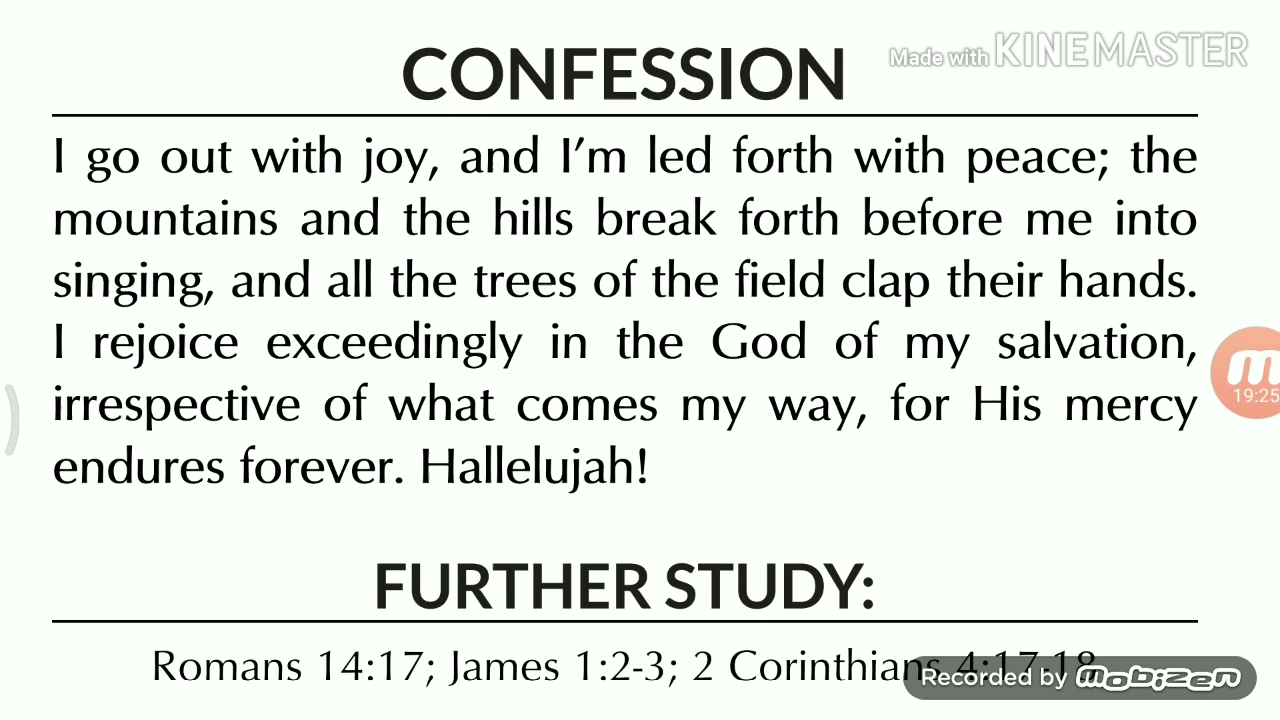 CONFESSION
Made with KINEMASTER
I go out with joy, and I'm led forth with peace; the
mountains and the hills break forth before me into
singing, and all the trees of the field clap their hands.
I rejoice exceedingly in the God of my salvation,
irrespective of what comes my way, for His mercy
endures forever. Hallelujah!
m
19:25
FURTHER STUDY:
Romans 14:17; James 1:2-3; 2 Corinthians 4:17-18
Recorded by mobizen